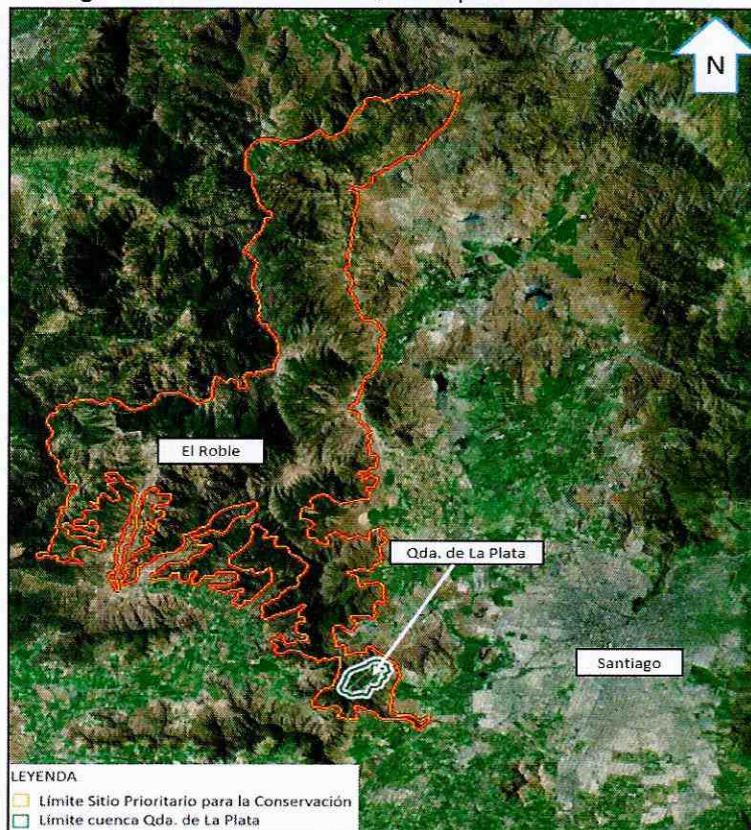 N
El Roble
Qda. de La Plata
Santiago
LEYENDA
Límite Sitio Prioritario para la Conservación
Límite cuenca Qda. de La Plata